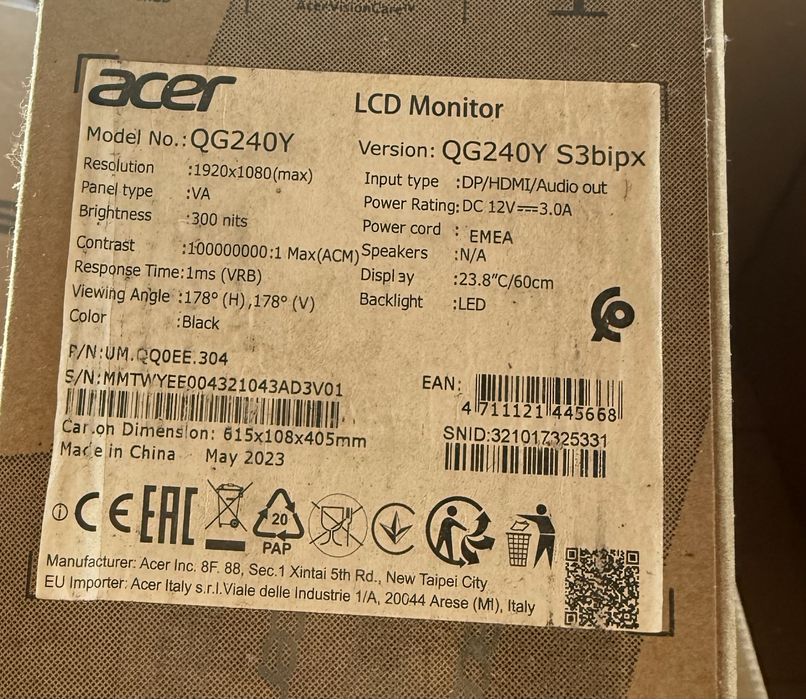 Acer VisionCare™
acer
LCD Monitor
Model No.: QG240Y
Version: QG240Y S3bipx
Resolution :1920x1080(max)
Input type :DP/HDMI/Audio out
Panel type :VA
Power Rating: DC 12V⎓3.0A
Brightness :300 nits
Power cord : EMEA
Contrast :100000000:1 Max(ACM)
Speakers :N/A
Response Time:1ms (VRB)
Display :23.8"C/60cm
Viewing Angle :178° (H),178° (V)
Backlight :LED
Color :Black
P/N:UM.QQ0EE.304
S/N:MMTWYEE004321043AD3V01
EAN:
4 711121 445668
Carton Dimension: 615x108x405mm
SNID:321017325331
Made in China May 2023
CE EAC
20
PAP
Manufacturer: Acer Inc. 8F. 88, Sec.1 Xintai 5th Rd., New Taipei City
EU Importer: Acer Italy s.r.l.Viale delle Industrie 1/A, 20044 Arese (MI), Italy